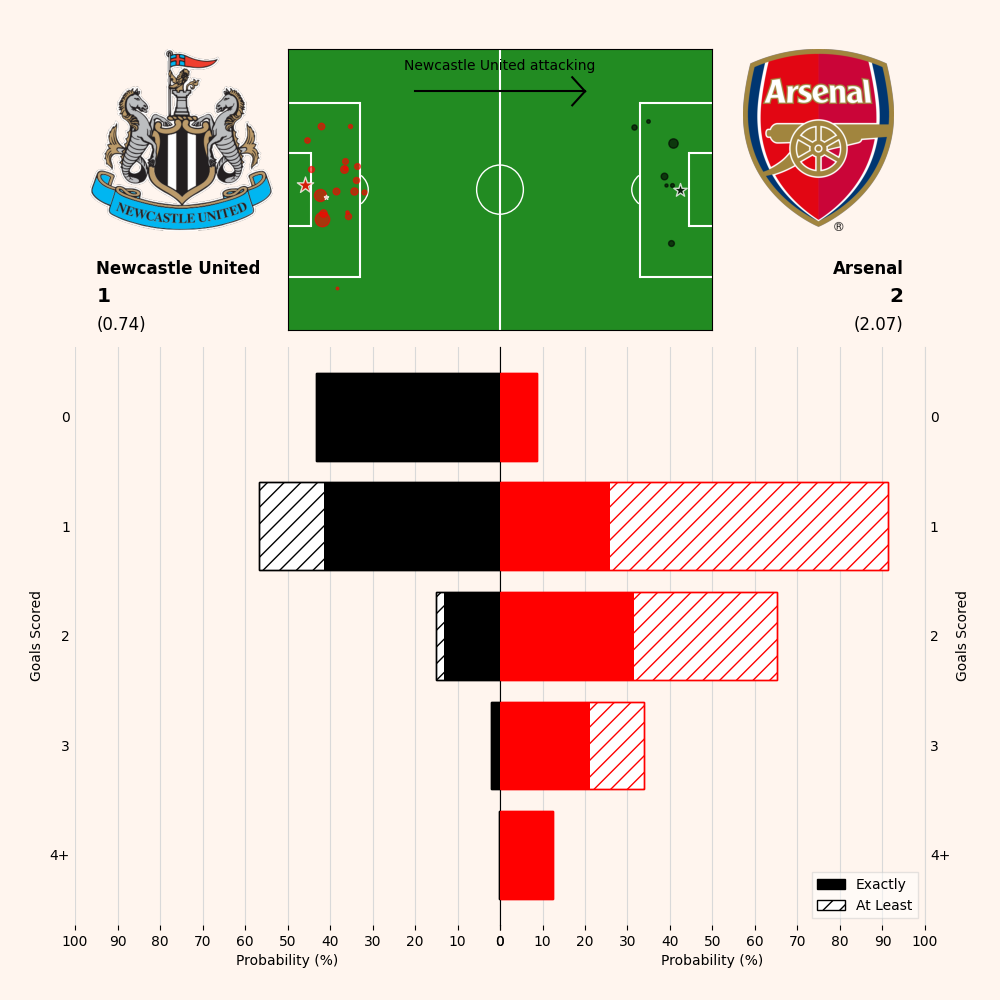 Newcastle United attacking
Arsenal
NEWCASTLE UNITED
®
Newcastle United
1
(0.74)
Arsenal
2
(2.07)
0
1
2
3
4+
Goals Scored
0
1
2
3
4+
Goals Scored
Exactly
At Least
100 90 80 70 60 50 40 30 20 10 0
0 10 20 30 40 50 60 70 80 90 100
Probability (%)
Probability (%)